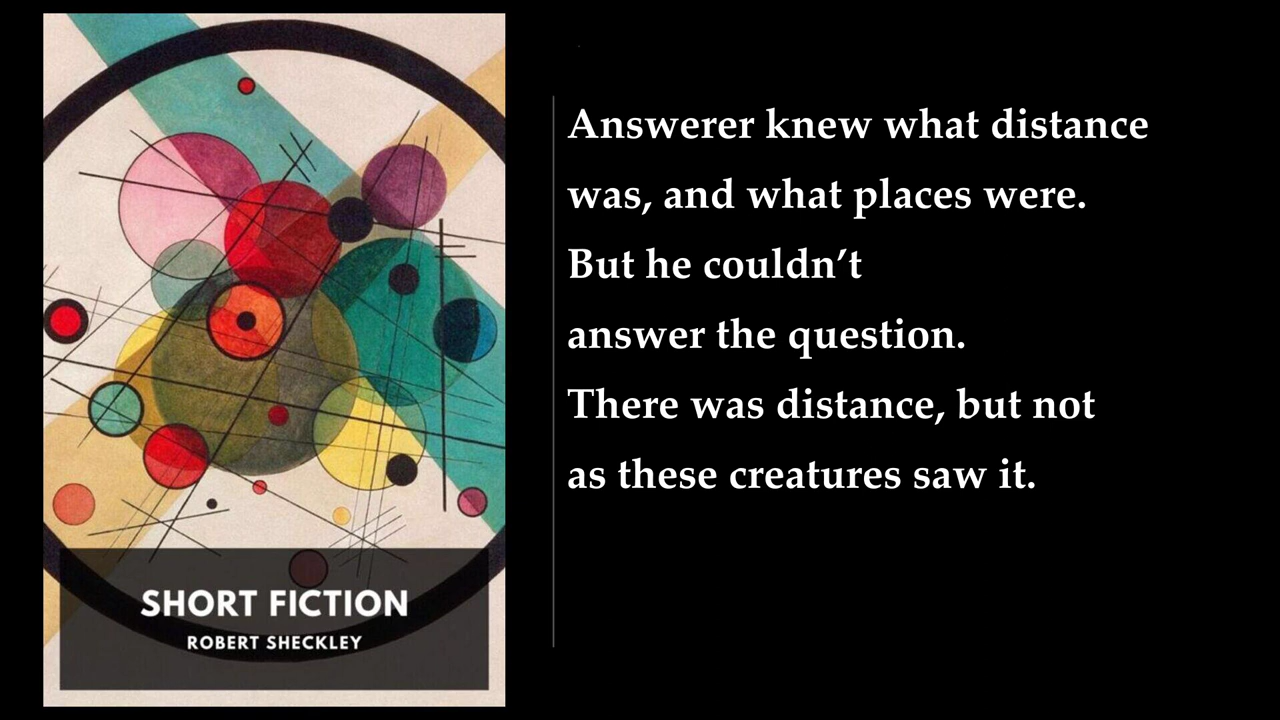 SHORT FICTION
ROBERT SHECKLEY
Answerer knew what distance
was, and what places were.
But he couldn’t
answer the question.
There was distance, but not
as these creatures saw it.